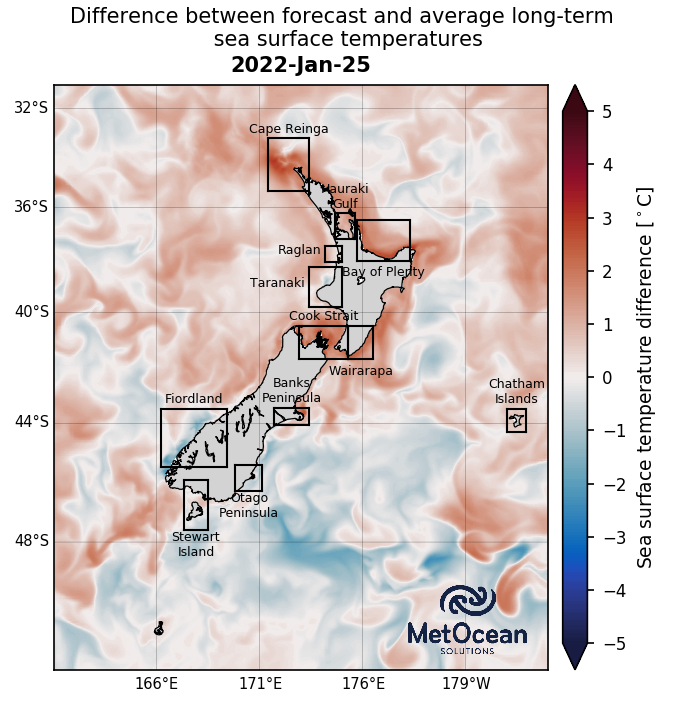 Difference between forecast and average long-term
sea surface temperatures
2022-Jan-25
32°S
36°S
40°S
44°S
48°S
166°E
171°E
176°E
179°W
Cape Reinga
Hauraki
Gulf
Raglan
Bay of Plenty
Taranaki
Cook Strait
Wairarapa
Banks
Peninsula
Fiordland
Chatham
Islands
Otago
Peninsula
Stewart
Island
MetOcean
SOLUTIONS
5
4
3
2
1
0
−1
−2
−3
−4
−5
Sea surface temperature difference [°C]